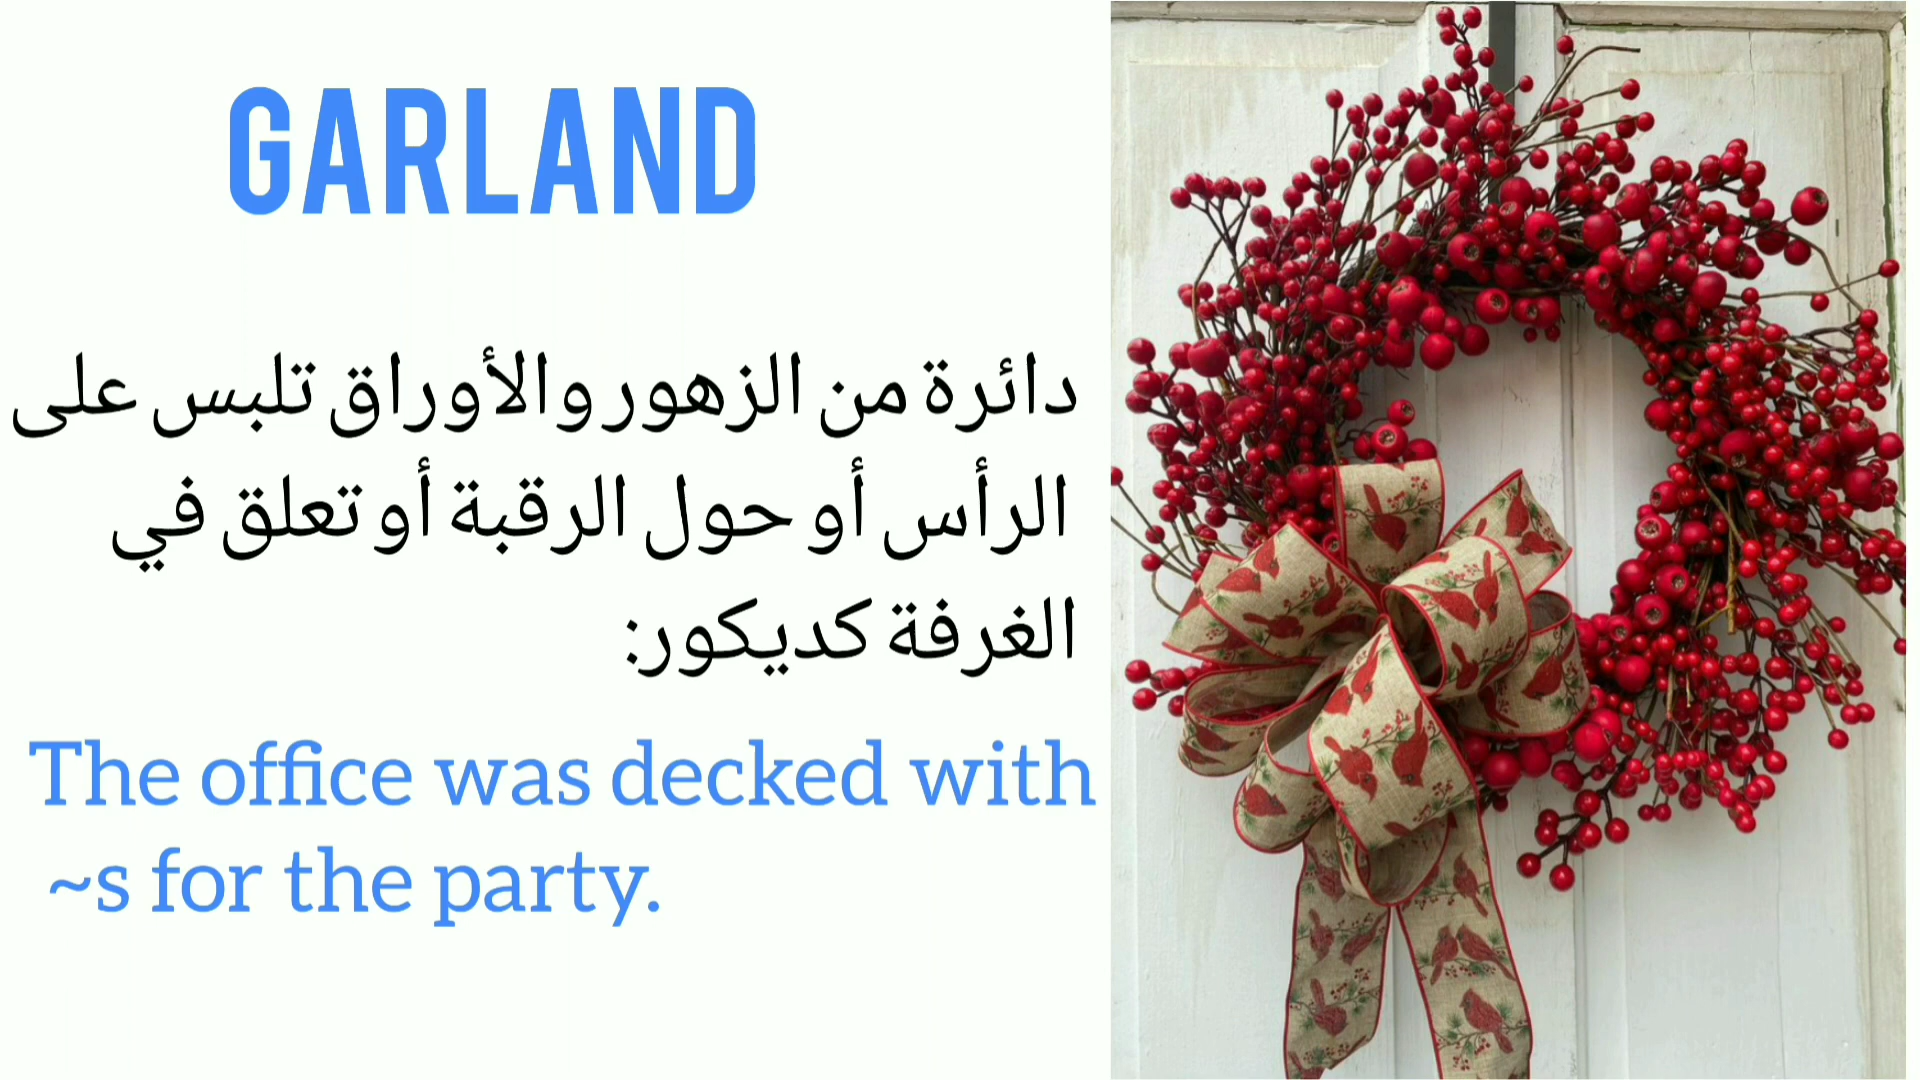 GARLAND
دائرة من الزهور والأوراق تلبس على
الرأس أو حول الرقبة أو تعلق في
الغرفة كديكور:
The office was decked with
~s for the party.